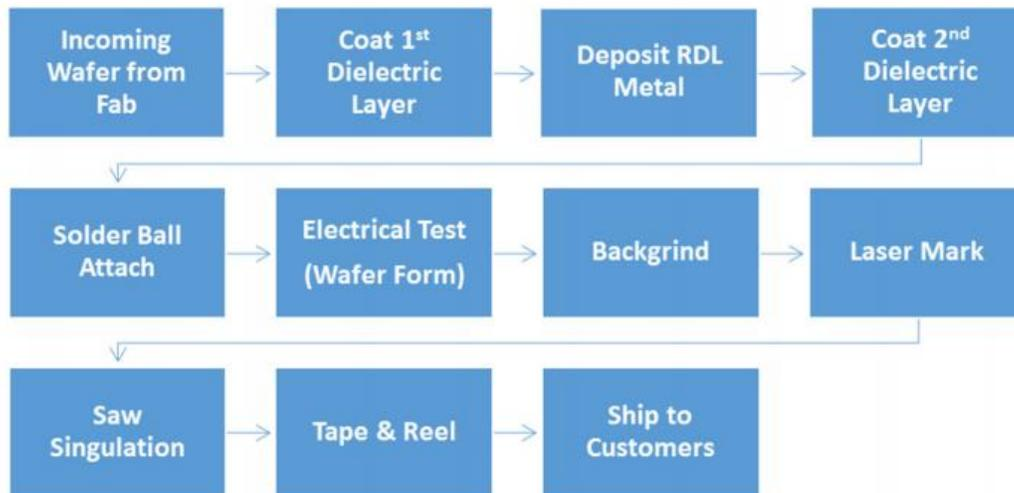 Incoming
Wafer from
Fab
Coat 1st
Dielectric
Layer
Deposit RDL
Metal
Coat 2nd
Dielectric
Layer
Solder Ball
Attach
Electrical Test
(Wafer Form)
Backgrind
Laser Mark
Saw
Singulation
Tape & Reel
Ship to
Customers